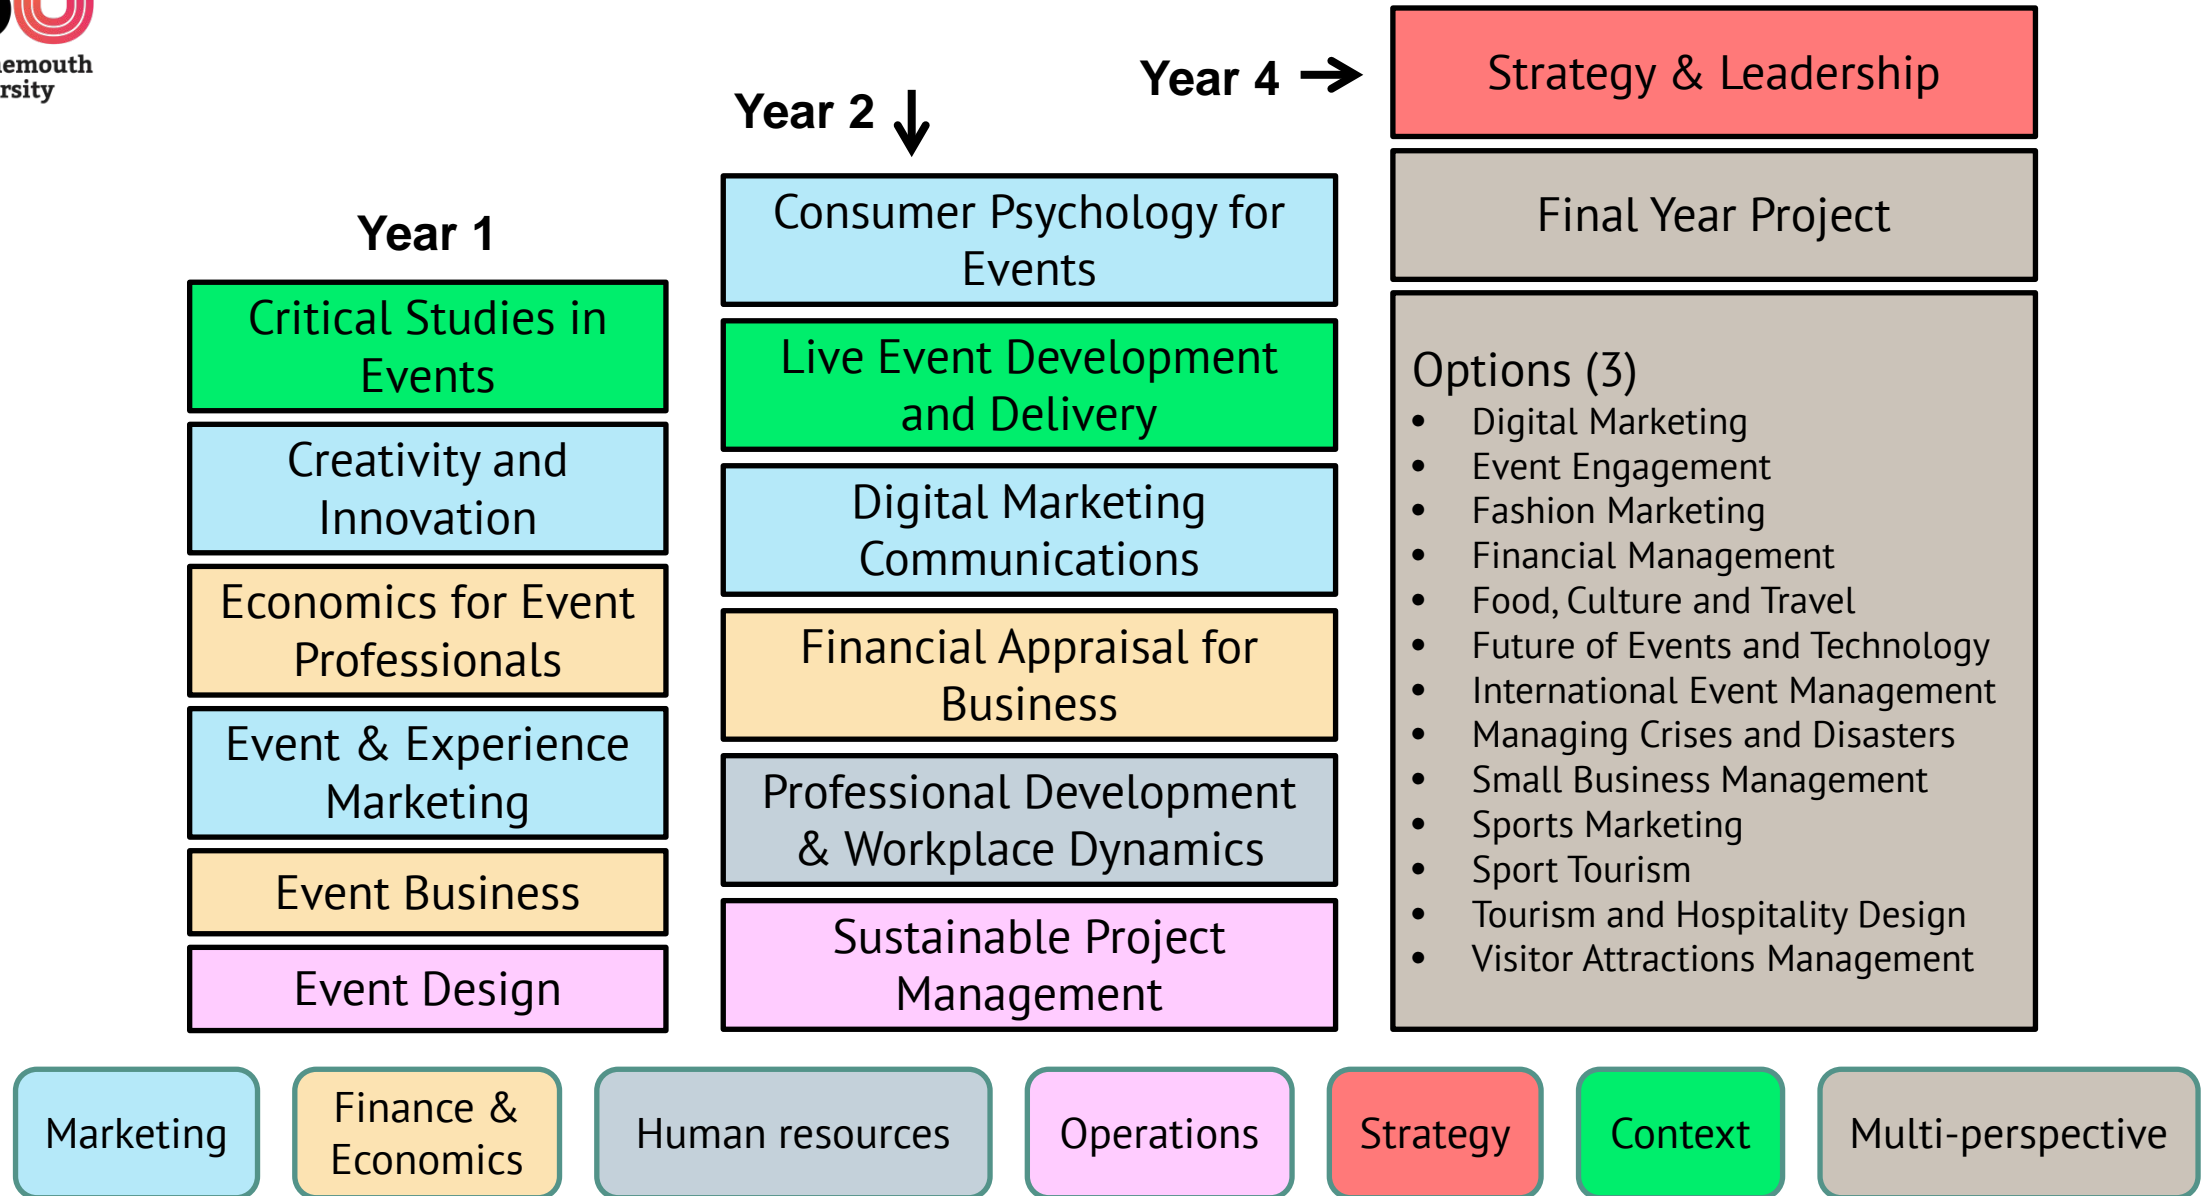 emouth
rsity
Year 1
Critical Studies in
Events
Creativity and
Innovation
Economics for Event
Professionals
Event & Experience
Marketing
Event Business
Event Design
Year 2
Consumer Psychology for
Events
Live Event Development
and Delivery
Digital Marketing
Communications
Financial Appraisal for
Business
Professional Development
& Workplace Dynamics
Sustainable Project
Management
Year 4
Strategy & Leadership
Final Year Project
Options (3)
• Digital Marketing
• Event Engagement
• Fashion Marketing
• Financial Management
• Food, Culture and Travel
• Future of Events and Technology
• International Event Management
• Managing Crises and Disasters
• Small Business Management
• Sports Marketing
• Sport Tourism
• Tourism and Hospitality Design
• Visitor Attractions Management
Marketing
Finance &
Economics
Human resources
Operations
Strategy
Context
Multi-perspective